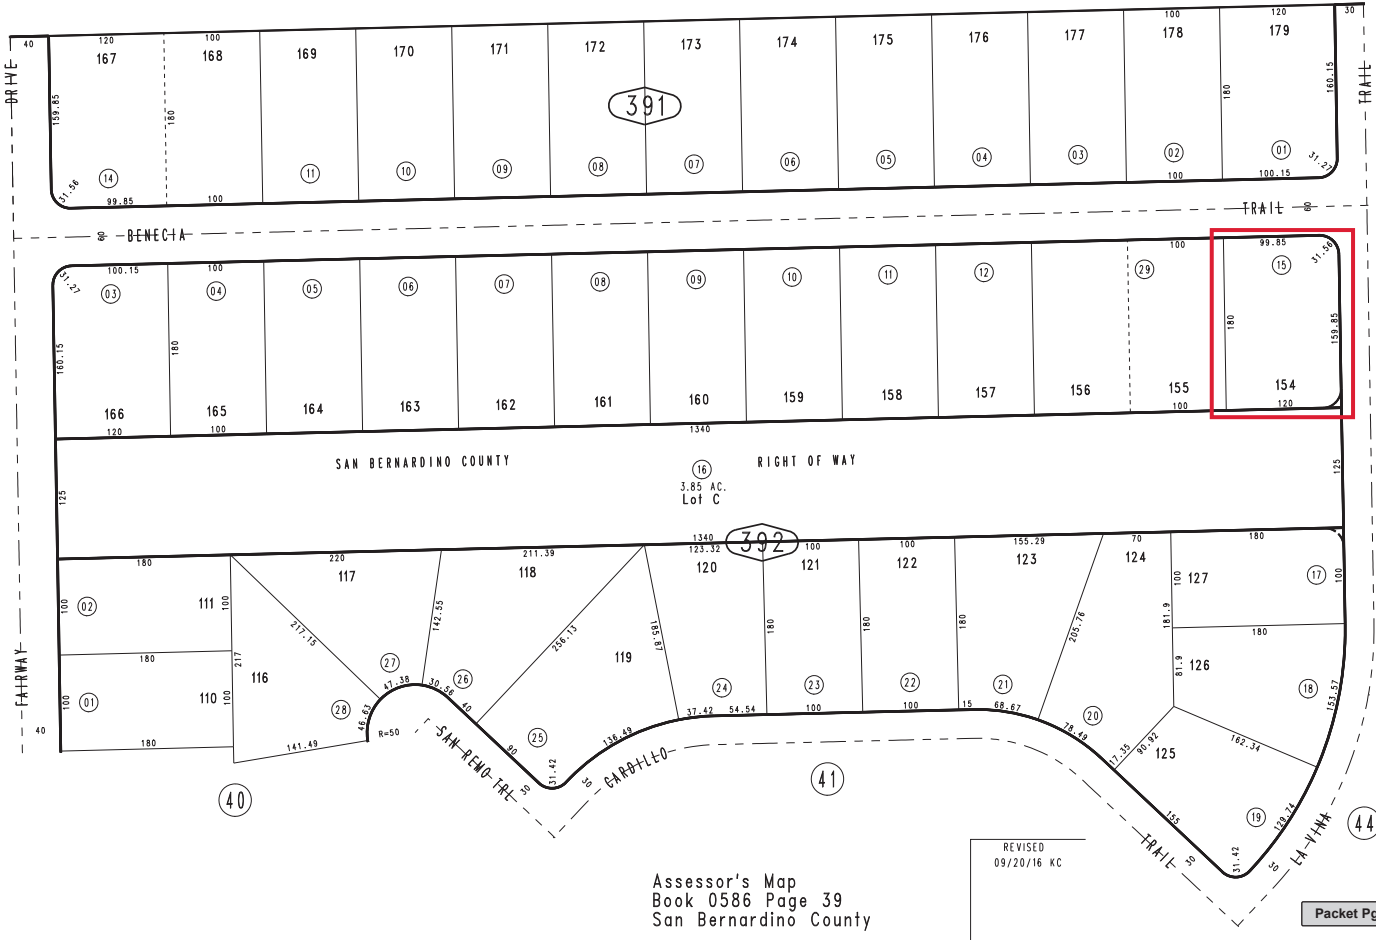 40 120 100 100 120 30
167 168 169 170 171 172 173 174 175 176 177 178 179
DRIVE 159.85 180 391 180 160.15 TRAIL
14 11 10 09 08 07 06 05 04 03 02 01
31.56 99.85 100 100 100.15 31.27
60 BENECIA TRAIL 60
31.27 100.15 100 100 99.85 31.56
03 04 05 06 07 08 09 10 11 12 29 15
160.15 180 180 159.85
166 165 164 163 162 161 160 159 158 157 156 155 154
120 100 1340 100 120
SAN BERNARDINO COUNTY RIGHT OF WAY
16
3.85 AC.
Lot C
125 125
1340 392
180 220 211.39 123.32 100 100 155.29 70 180
111 117 118 120 121 122 123 124 127
02 100 100 17 100 100
217.15 142.55 256.13 185.87 180 180 180 205.76 181.9
180 217 119 180
116 126 81.9
FAIRWAY 01 100 110 100 27 26 24 23 22 21 18
47.38 30.56 40 37.42 54.54 100 100 15 68.67 153.57
28 46.63 R=50 20 78.49
40 180 141.49 25 90 136.49 17.35 90.92 125 162.34
SAN REMO TRL 31.42 30 30 CARDILLO
40 41 155 19 129.74 44
TRAIL 30 31.42 30 LA VINA
REVISED
09/20/16 KC
Assessor's Map
Book 0586 Page 39
San Bernardino County
Packet Pg